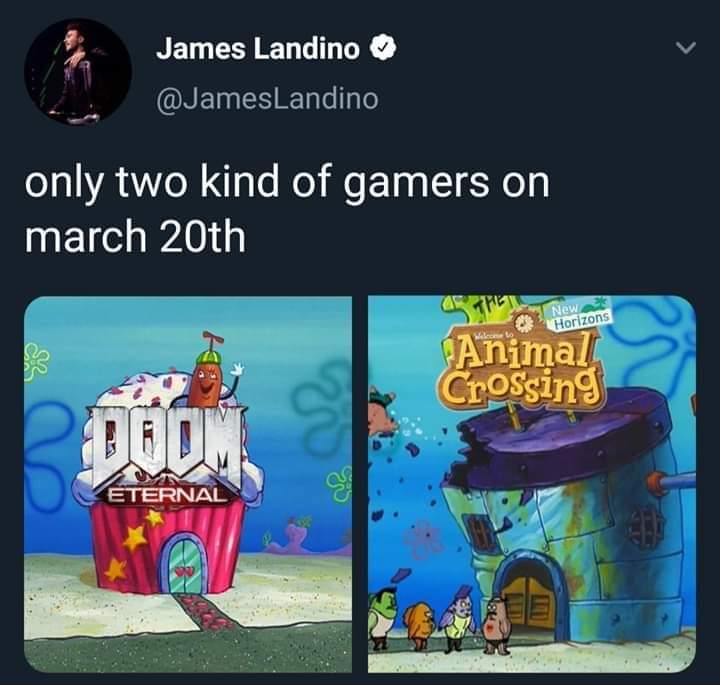 James Landino
@JamesLandino
only two kind of gamers on
march 20th
DOOM
ETERNAL
THE
New
Horizons
Welcome to
Animal
Crossing